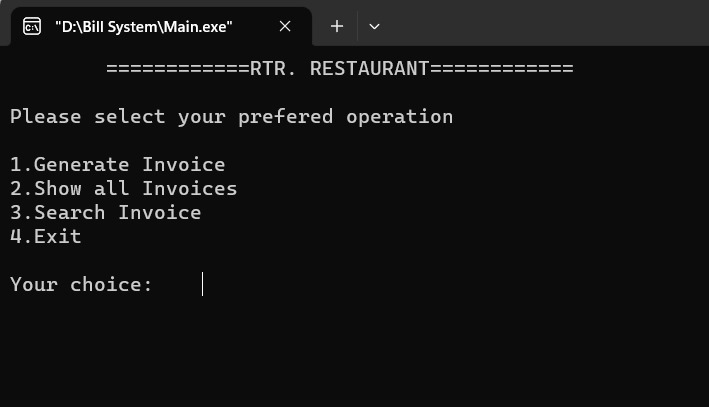 "D:\Bill System\Main.exe"
============RTR. RESTAURANT============
Please select your prefered operation
1.Generate Invoice
2.Show all Invoices
3.Search Invoice
4.Exit
Your choice: